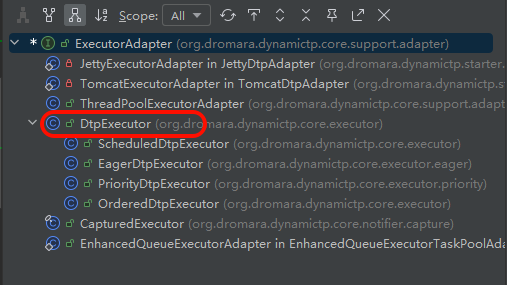 Scope: All
* ExecutorAdapter (org.dromara.dynamictp.core.support.adapter)
JettyExecutorAdapter in JettyDtpAdapter (org.dromara.dynamictp.starter.
TomcatExecutorAdapter in TomcatDtpAdapter (org.dromara.dynamictp.st
ThreadPoolExecutorAdapter (org.dromara.dynamictp.core.support.adapt
DtpExecutor (org.dromara.dynamictp.core.executor)
ScheduledDtpExecutor (org.dromara.dynamictp.core.executor)
EagerDtpExecutor (org.dromara.dynamictp.core.executor.eager)
PriorityDtpExecutor (org.dromara.dynamictp.core.executor.priority)
OrderedDtpExecutor (org.dromara.dynamictp.core.executor)
CapturedExecutor (org.dromara.dynamictp.core.notifier.capture)
EnhancedQueueExecutorAdapter in EnhancedQueueExecutorTaskPoolAda